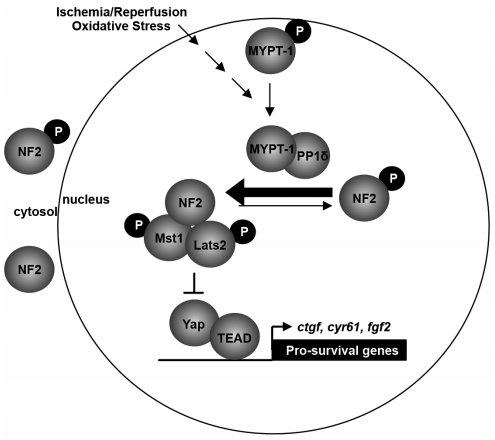 Ischemia/Reperfusion
Oxidative Stress
P
MYPT-1
MYPT-1
PP1δ
P
NF2
P
NF2
nucleus
cytosol
NF2
P
Mst1
Lats2
P
NF2
Yap
TEAD
ctgf, cyr61, fgf2
Pro-survival genes